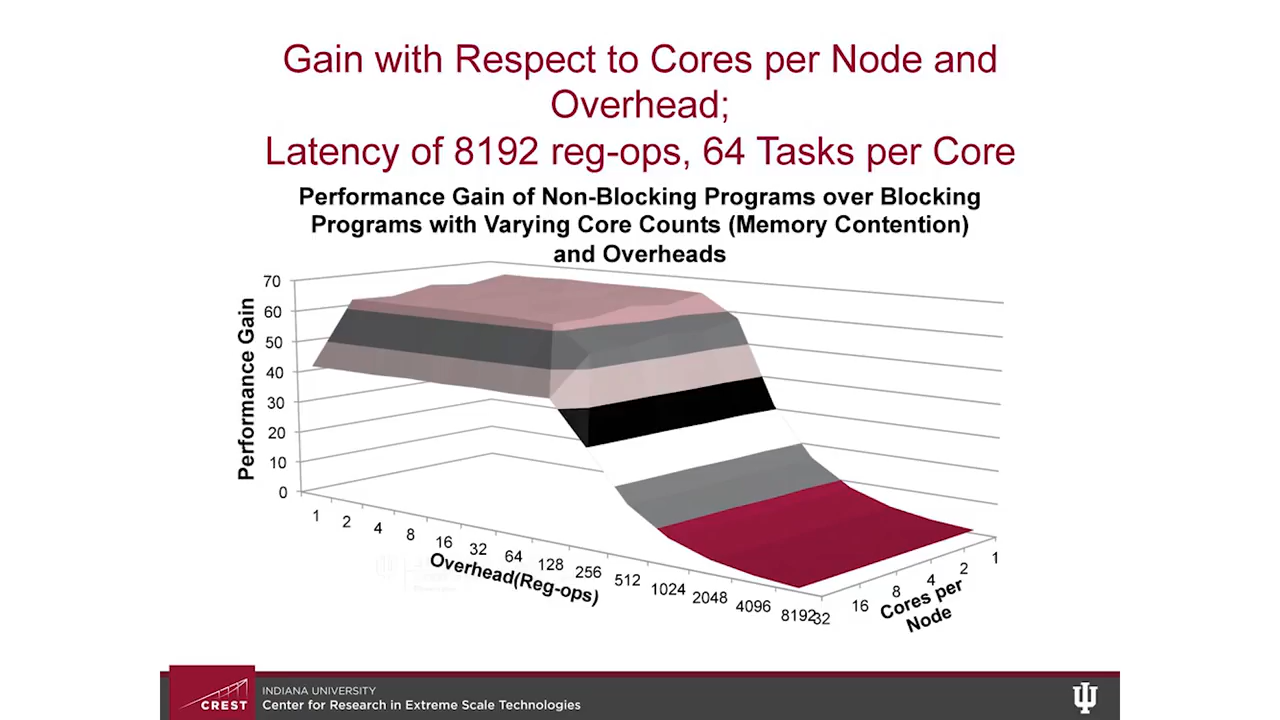 Gain with Respect to Cores per Node and
Overhead;
Latency of 8192 reg-ops, 64 Tasks per Core
Performance Gain of Non-Blocking Programs over Blocking
Programs with Varying Core Counts (Memory Contention)
and Overheads
Performance Gain
70
60
50
40
30
20
10
0
1
2
4
8
16
32
64
128
256
512
1024
2048
4096
8192
Overhead(Reg-ops)
32
16
8
4
2
1
Cores per
Node
CREST
INDIANA UNIVERSITY
Center for Research in Extreme Scale Technologies